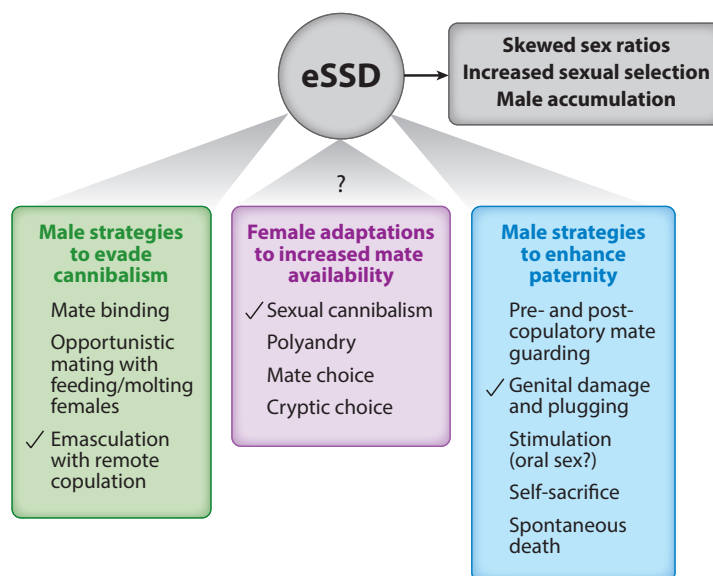 eSSD
Skewed sex ratios
Increased sexual selection
Male accumulation
?
Male strategies
to evade
cannibalism
Mate binding
Opportunistic
mating with
feeding/molting
females
✓ Emasculation
with remote
copulation
Female adaptations
to increased mate
availability
✓ Sexual cannibalism
Polyandry
Mate choice
Cryptic choice
Male strategies
to enhance
paternity
Pre- and post-
copulatory mate
guarding
✓ Genital damage
and plugging
Stimulation
(oral sex?)
Self-sacrifice
Spontaneous
death